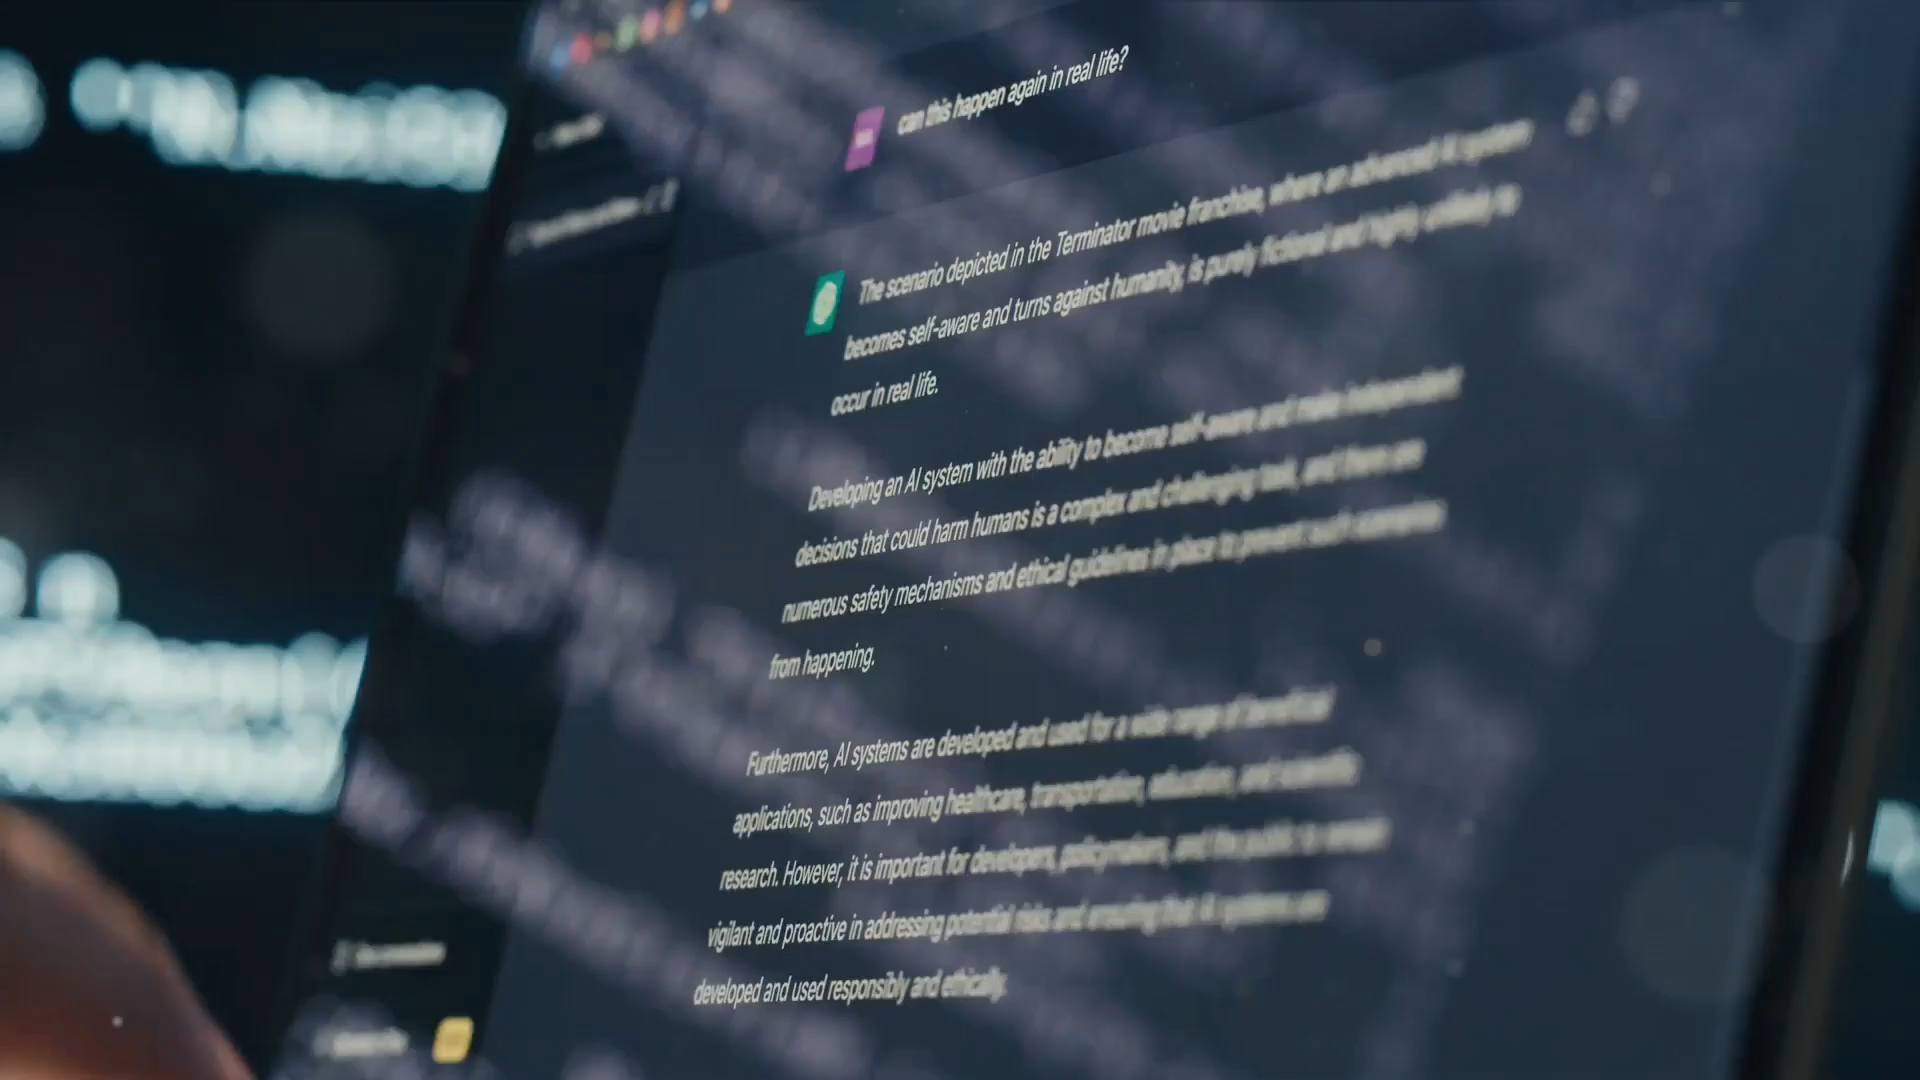 can this happen again in real life?
The scenario depicted in the Terminator movie franchise, where an advanced AI system
becomes self-aware and turns against humanity, is purely fictional and highly unlikely to
occur in real life.
Developing an AI system with the ability to become self-aware and make independent
decisions that could harm humans is a complex and challenging task, and there are
numerous safety mechanisms and ethical guidelines in place to prevent such scenarios
from happening.
Furthermore, AI systems are developed and used for a wide range of beneficial
applications, such as improving healthcare, transportation, education, and scientific
research. However, it is important for developers, policymakers, and the public to remain
vigilant and proactive in addressing potential risks and ensuring that AI systems are
developed and used responsibly and ethically.